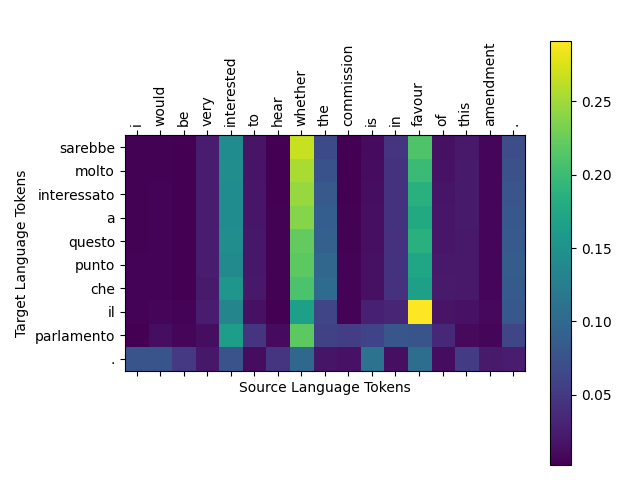 i would be very interested to hear whether the commission is in favour of this amendment .
sarebbe
molto
interessato
a
questo
punto
che
il
parlamento
.
Target Language Tokens
Source Language Tokens
0.25
0.20
0.15
0.10
0.05